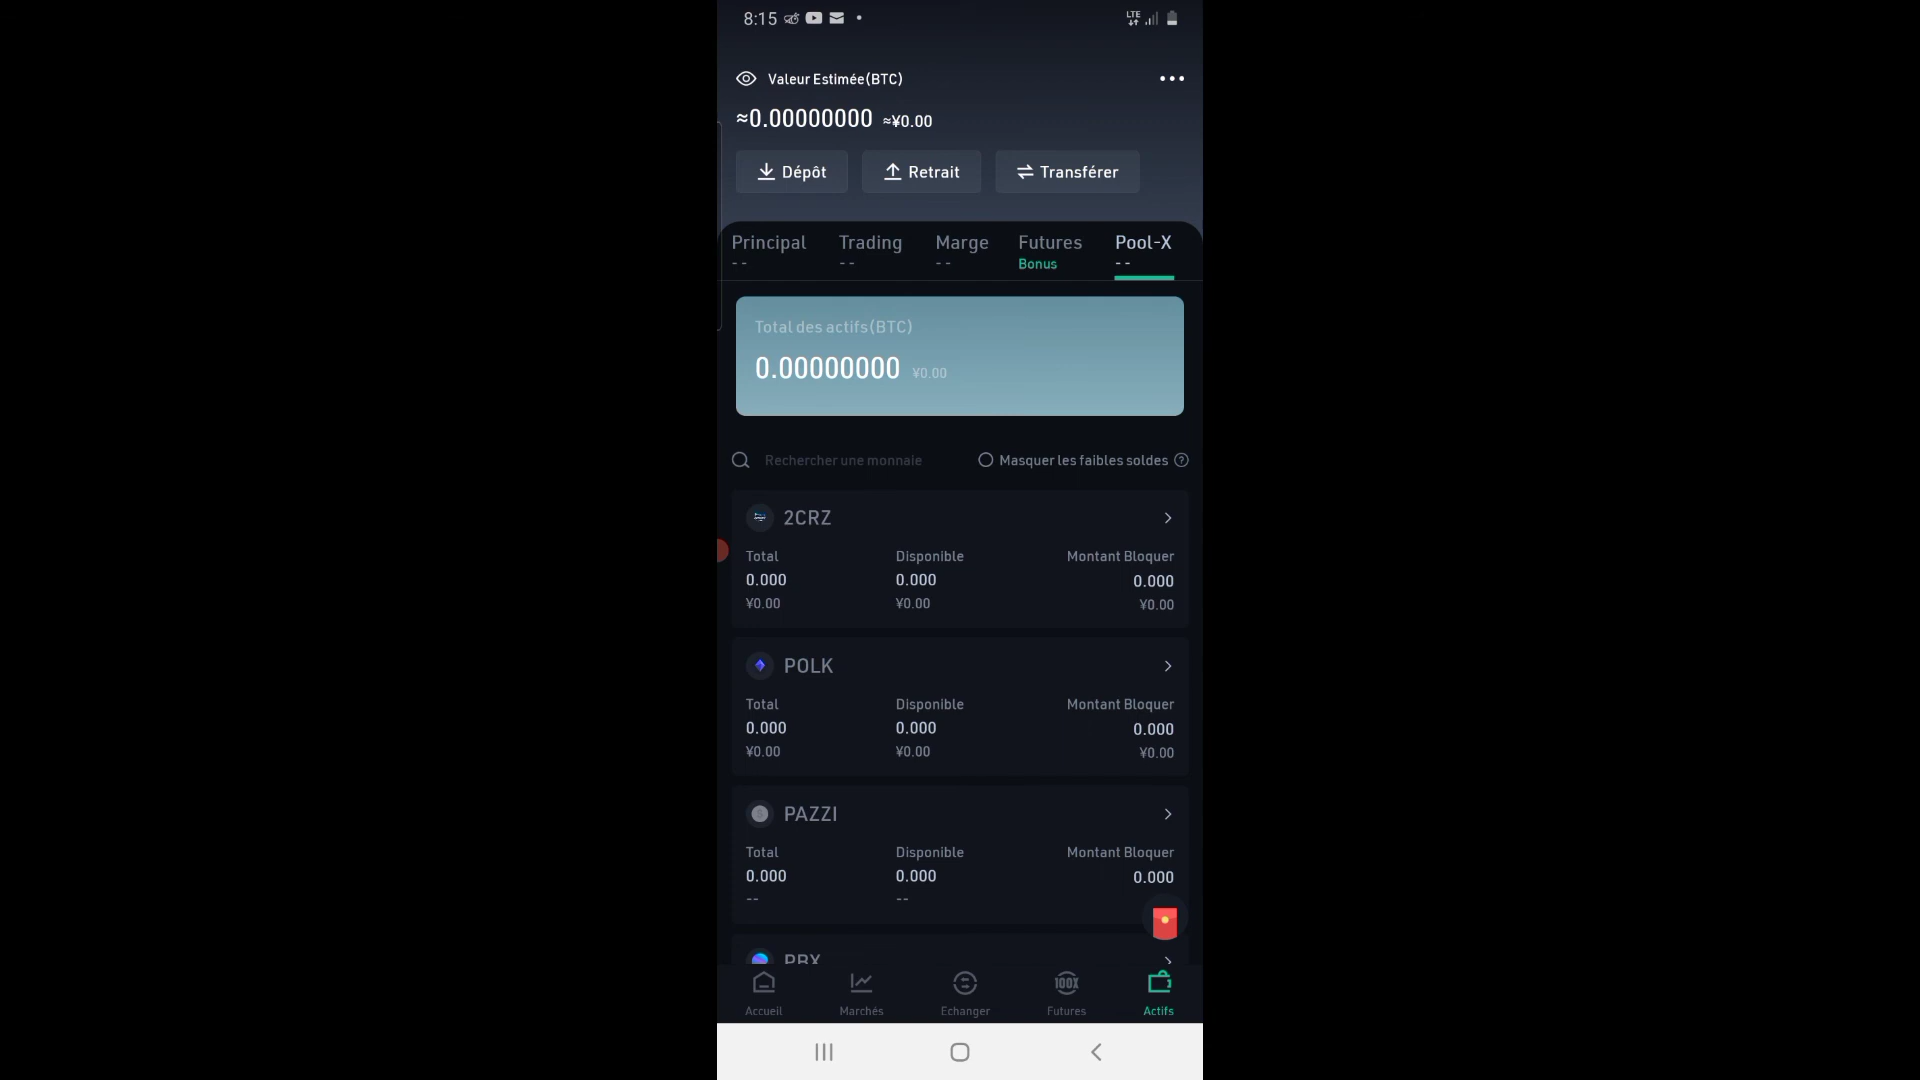 8:15 LTE
Valeur Estimée(BTC)
≈0.00000000 ≈¥0.00
Dépôt Retrait Transférer
Principal Trading Marge Futures Pool-X
-- -- -- Bonus --
Total des actifs(BTC)
0.00000000 ¥0.00
Rechercher une monnaie Masquer les faibles soldes ?
2CRZ
Total Disponible Montant Bloquer
0.000 0.000 0.000
¥0.00 ¥0.00 ¥0.00
POLK
Total Disponible Montant Bloquer
0.000 0.000 0.000
¥0.00 ¥0.00 ¥0.00
PAZZI
Total Disponible Montant Bloquer
0.000 0.000 0.000
-- --
PBX
100X
Accueil Marchés Echanger Futures Actifs